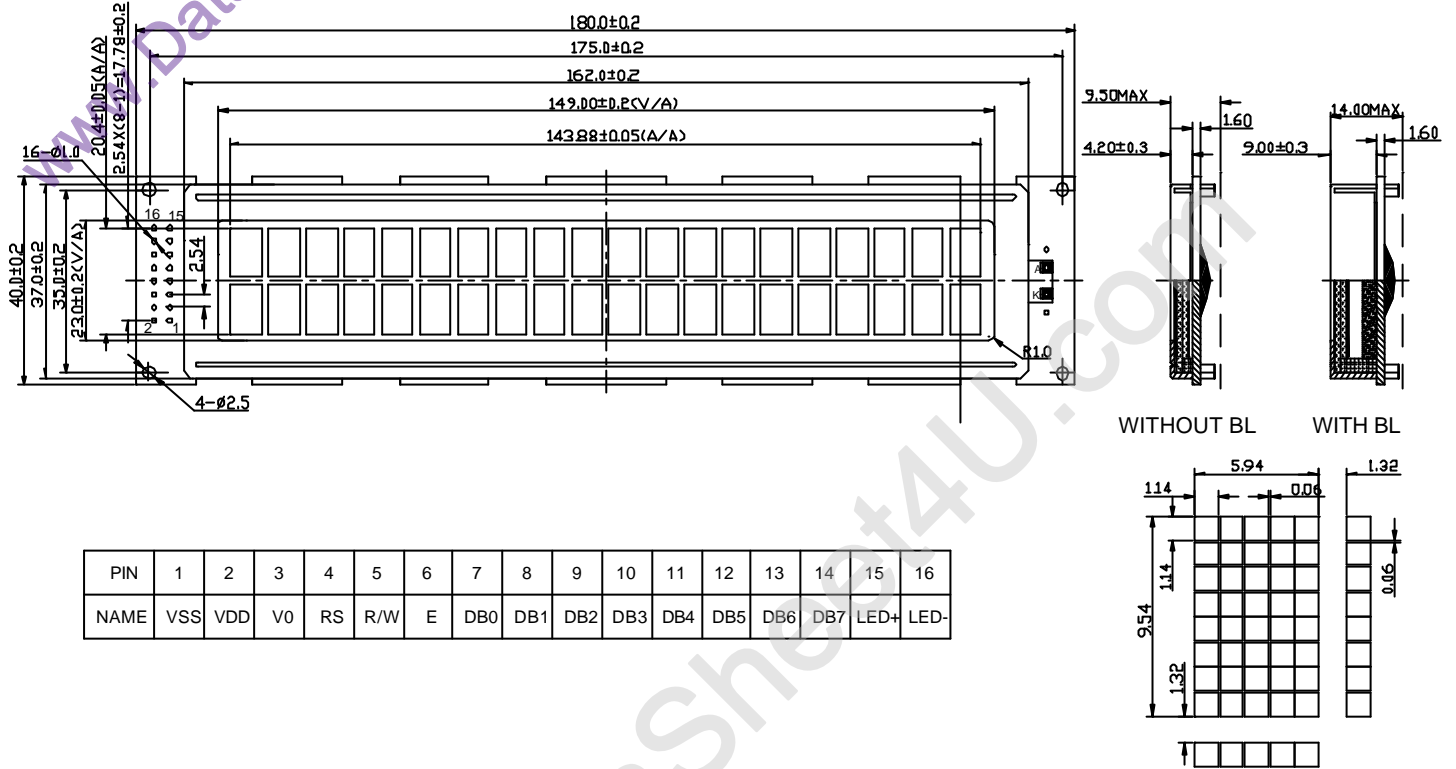 180.0±0.2
175.0±0.2
162.0±0.2
149.00±0.2(V/A)
143.88±0.05(A/A)
2.54X(8-1)=17.78±0.2
20.4±0.05(A/A)
16-Ø1.0
40.0±0.2
37.0±0.2
35.0±0.2
23.0±0.2(V/A)
16 15
2.54
2 1
A
K
R1.0
4-Ø2.5
9.50MAX
1.60
4.20±0.3
14.00MAX
1.60
9.00±0.3
WITHOUT BL WITH BL
5.94
1.32
1.14
0.06
1.14
0.06
9.54
1.32
PIN 1 2 3 4 5 6 7 8 9 10 11 12 13 14 15 16
NAME VSS VDD V0 RS R/W E DB0 DB1 DB2 DB3 DB4 DB5 DB6 DB7 LED+ LED-
www.Dat
Sheet4U.com